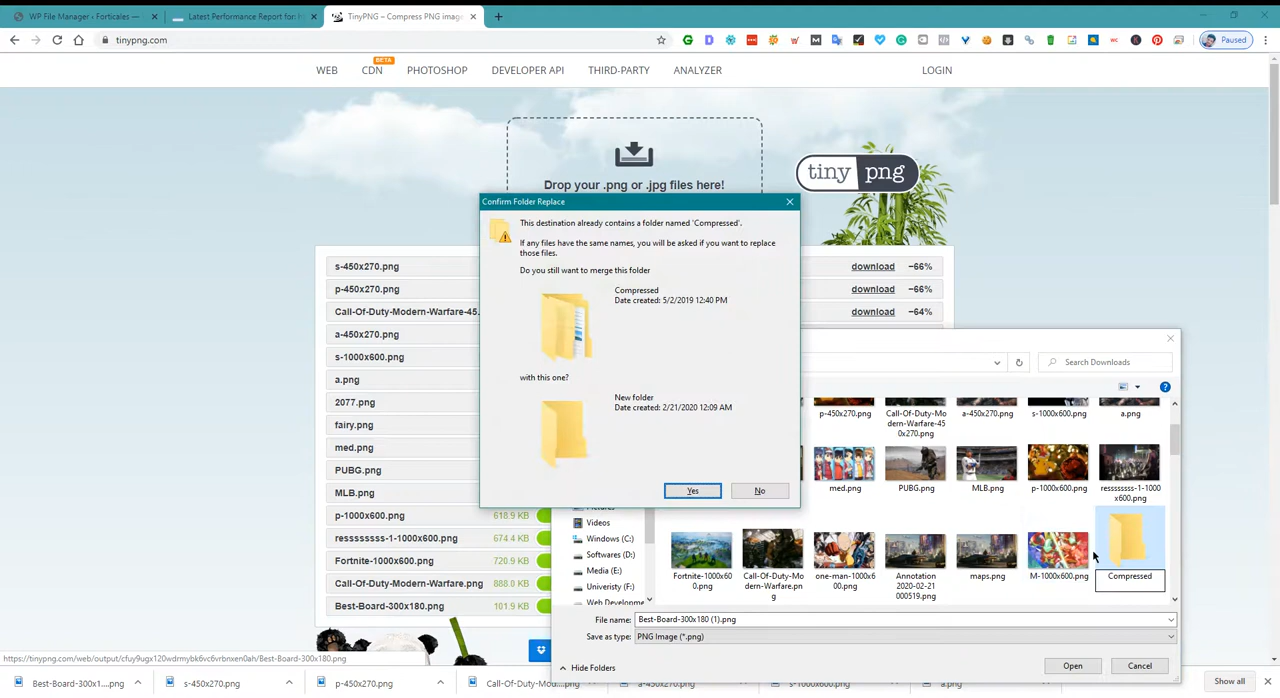 WP File Manager ‹ Forticales —
Latest Performance Report for: h
TinyPNG – Compress PNG image
tinypng.com
Paused
WEB
CDN
BETA
PHOTOSHOP
DEVELOPER API
THIRD-PARTY
ANALYZER
LOGIN
Drop your .png or .jpg files here!
tiny png
Confirm Folder Replace
This destination already contains a folder named 'Compressed'.
If any files have the same names, you will be asked if you want to replace
those files.
Do you still want to merge this folder
Compressed
Date created: 5/2/2019 12:40 PM
with this one?
New folder
Date created: 2/21/2020 12:09 AM
Yes
No
s-450x270.png download −66%
p-450x270.png download −66%
Call-Of-Duty-Modern-Warfare-45 download −64%
a-450x270.png
s-1000x600.png
a.png
2077.png
fairy.png
med.png
PUBG.png
MLB.png
p-1000x600.png 618.9 KB
ressssssss-1-1000x600.png 674.4 KB
Fortnite-1000x600.png 720.9 KB
Call-Of-Duty-Modern-Warfare.png 888.0 KB
Best-Board-300x180.png 101.9 KB
Search Downloads
p-450x270.png
Call-Of-Duty-Mo
dern-Warfare-45
0x270.png
a-450x270.png
s-1000x600.png
a.png
med.png
PUBG.png
MLB.png
p-1000x600.png
ressssssss-1-1000
x600.png
Pictures
Videos
Windows (C:)
Softwares (D:)
Media (E:)
Univeristy (F:)
Web Developme
Fortnite-1000x60
0.png
Call-Of-Duty-Mo
dern-Warfare.pn
g
one-man-1000x6
00.png
Annotation
2020-02-21
000519.png
maps.png
M-1000x600.png
Compressed
File name: Best-Board-300x180 (1).png
Save as type: PNG Image (*.png)
Hide Folders
Open
Cancel
https://tinypng.com/web/output/cfuy9ugx120wdrmybk6vc6vrbnxen0ah/Best-Board-300x180.png
Best-Board-300x1....png
s-450x270.png
p-450x270.png
Call-Of-Duty-Mod....png
a-450x270.png
s-1000x600.png
a.png
Show all